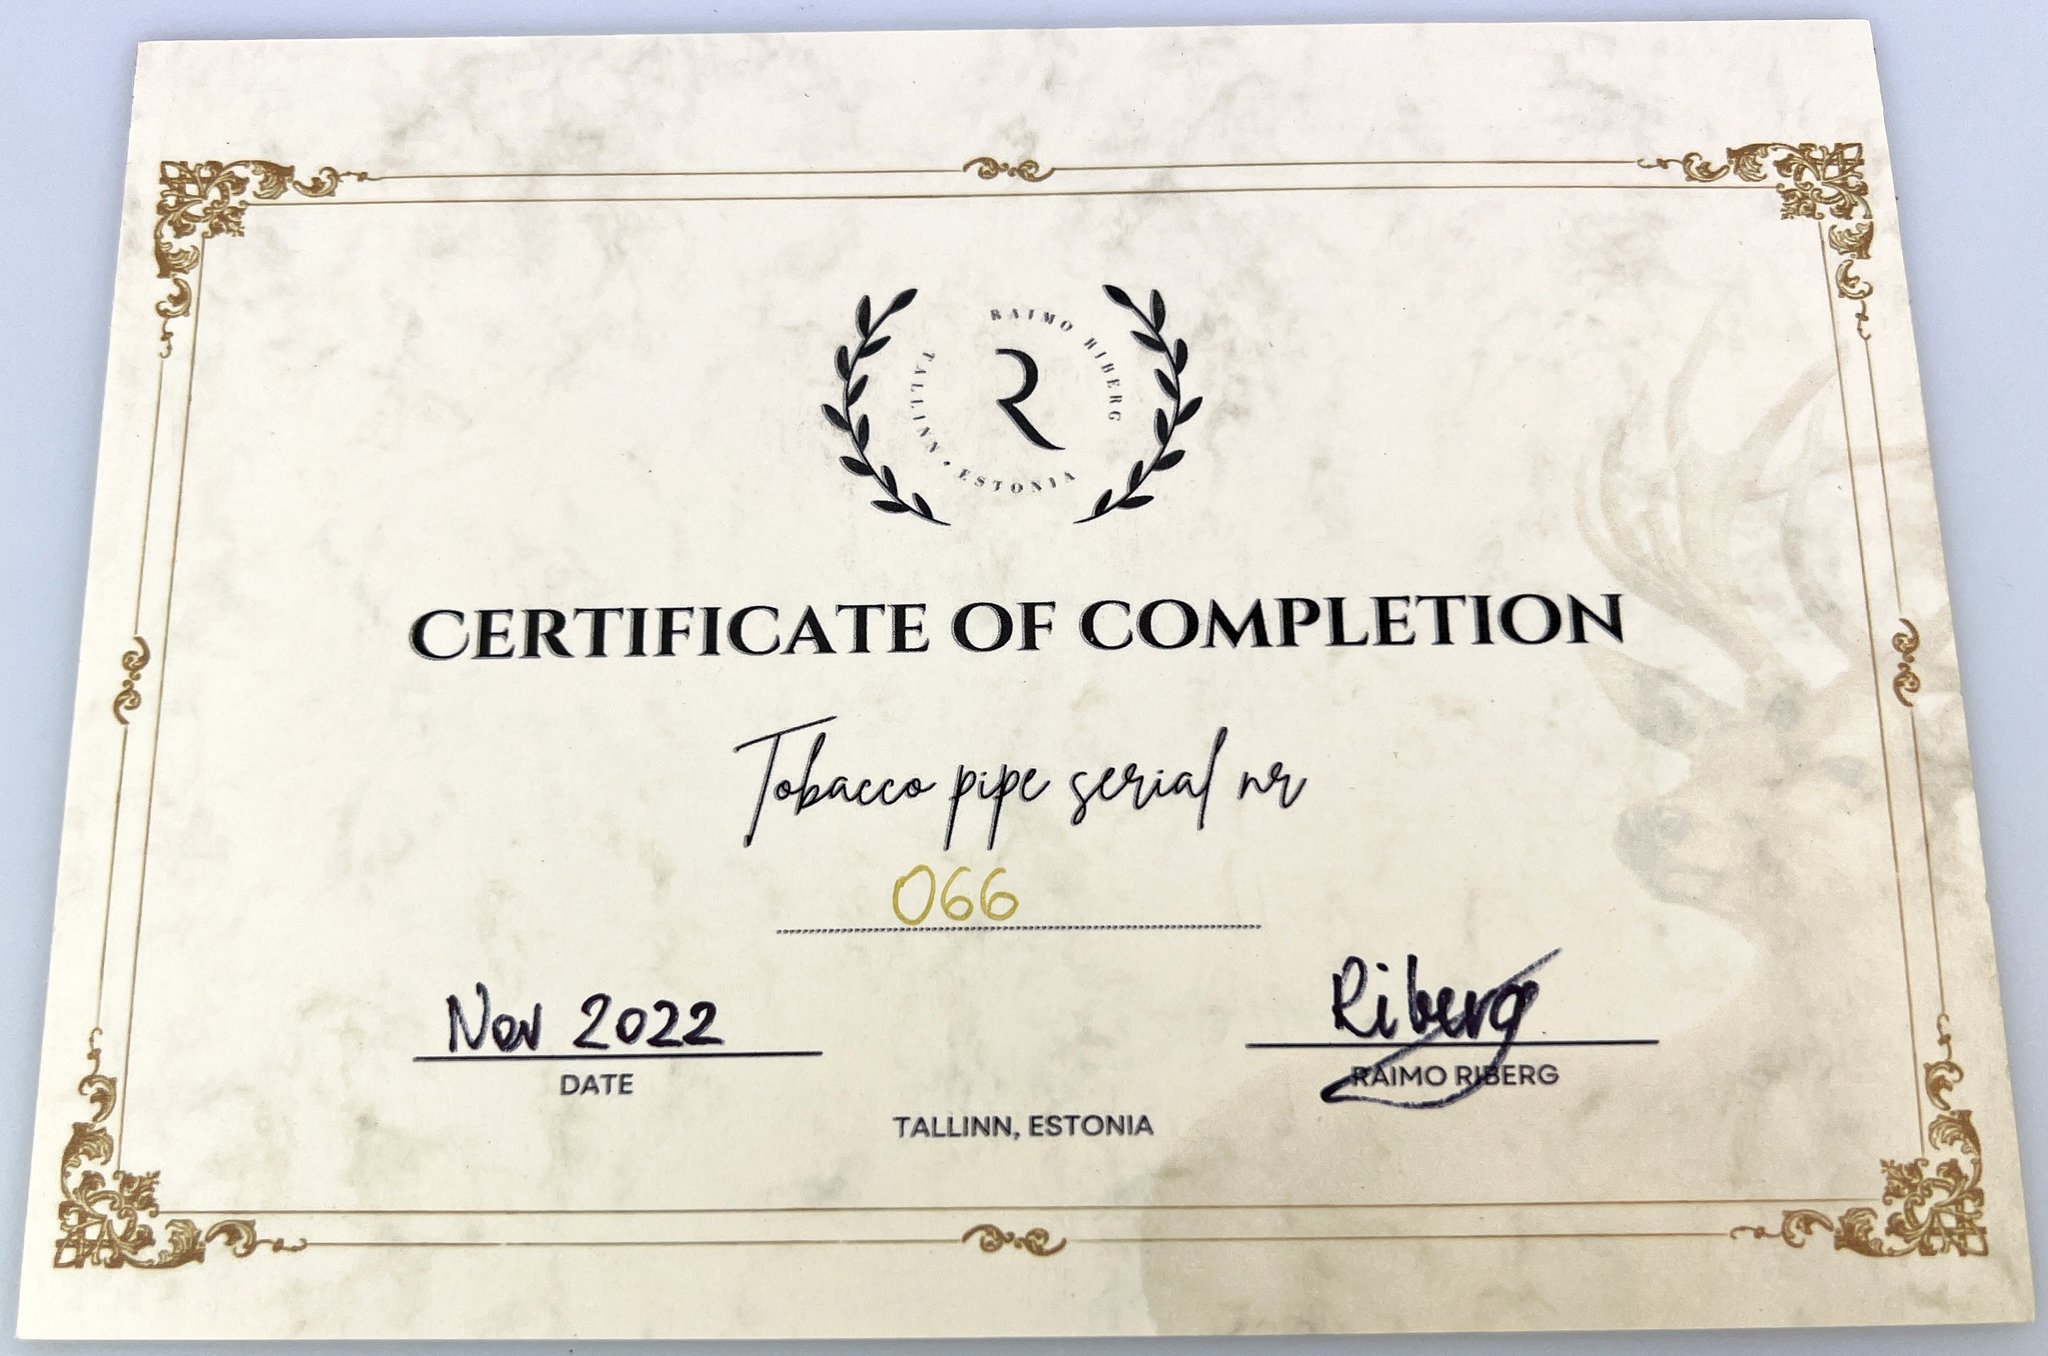 RAIMO RIBERG
R
TALLINN • ESTONIA
CERTIFICATE OF COMPLETION
Tobacco pipe serial nr
066
Nov 2022
Riberg
DATE
RAIMO RIBERG
TALLINN, ESTONIA